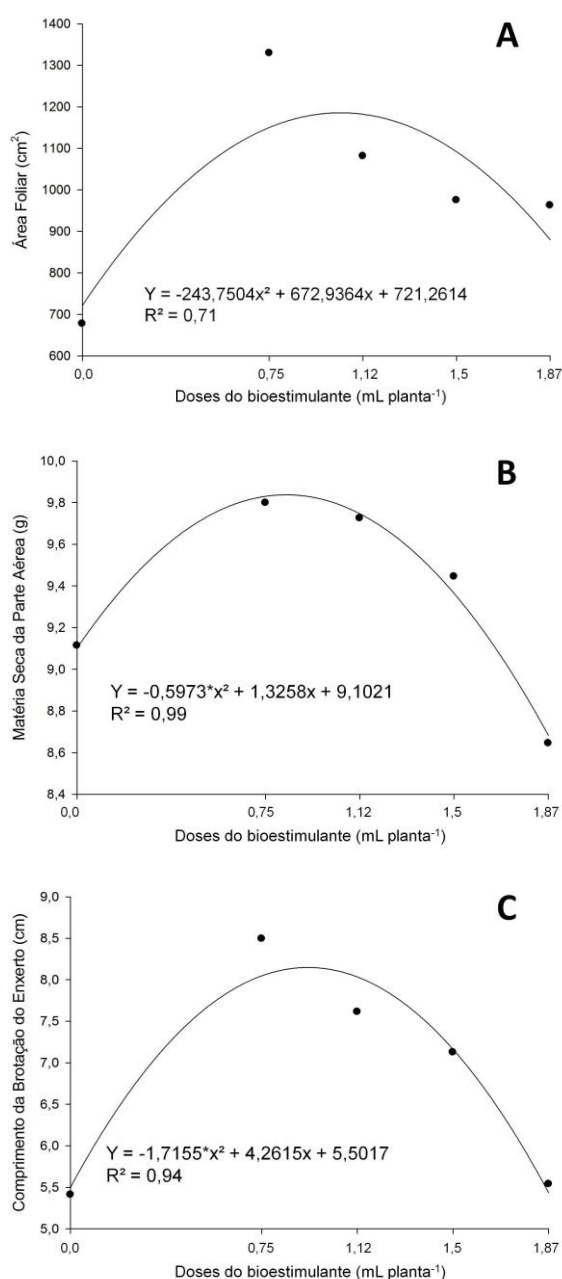 A
1400
1300
1200
1100
1000
900
800
700
600
Área Foliar (cm²)
Y = -243,7504x² + 672,9364x + 721,2614
R² = 0,71
0,0 0,75 1,12 1,5 1,87
Doses do bioestimulante (mL planta⁻¹)
B
10,0
9,8
9,6
9,4
9,2
9,0
8,8
8,6
8,4
Matéria Seca da Parte Aérea (g)
Y = -0,5973*x² + 1,3258x + 9,1021
R² = 0,99
0,0 0,75 1,12 1,5 1,87
Doses do bioestimulante (mL planta⁻¹)
C
9,0
8,5
8,0
7,5
7,0
6,5
6,0
5,5
5,0
Comprimento da Brotação do Enxerto (cm)
Y = -1,7155*x² + 4,2615x + 5,5017
R² = 0,94
0,0 0,75 1,12 1,5 1,87
Doses do bioestimulante (mL planta⁻¹)